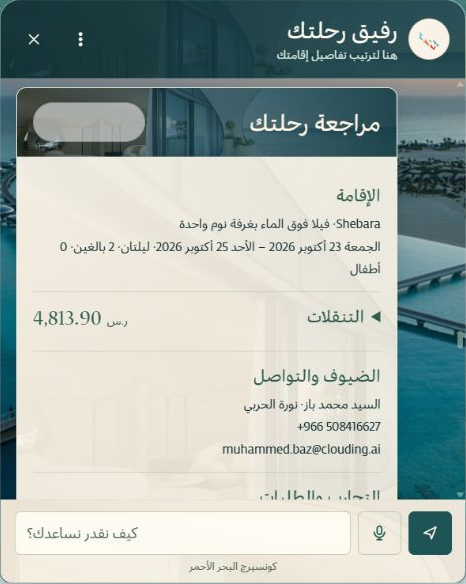 رفيق رحلتك
هنا لترتيب تفاصيل إقامتك
مراجعة رحلتك
الإقامة
Shebara· فيلا فوق الماء بغرفة نوم واحدة
الجمعة 23 أكتوبر 2026 – الأحد 25 أكتوبر 2026· ليلتان· 2 بالغين· 0
أطفال
التنقلات
4,813.90 ر.س
الضيوف والتواصل
السيد محمد باز· نورة الحربي
+966 508416627
muhammed.baz@clouding.ai
التجارب والطلبات
كيف نقدر نساعدك؟
كونسيرج البحر الأحمر